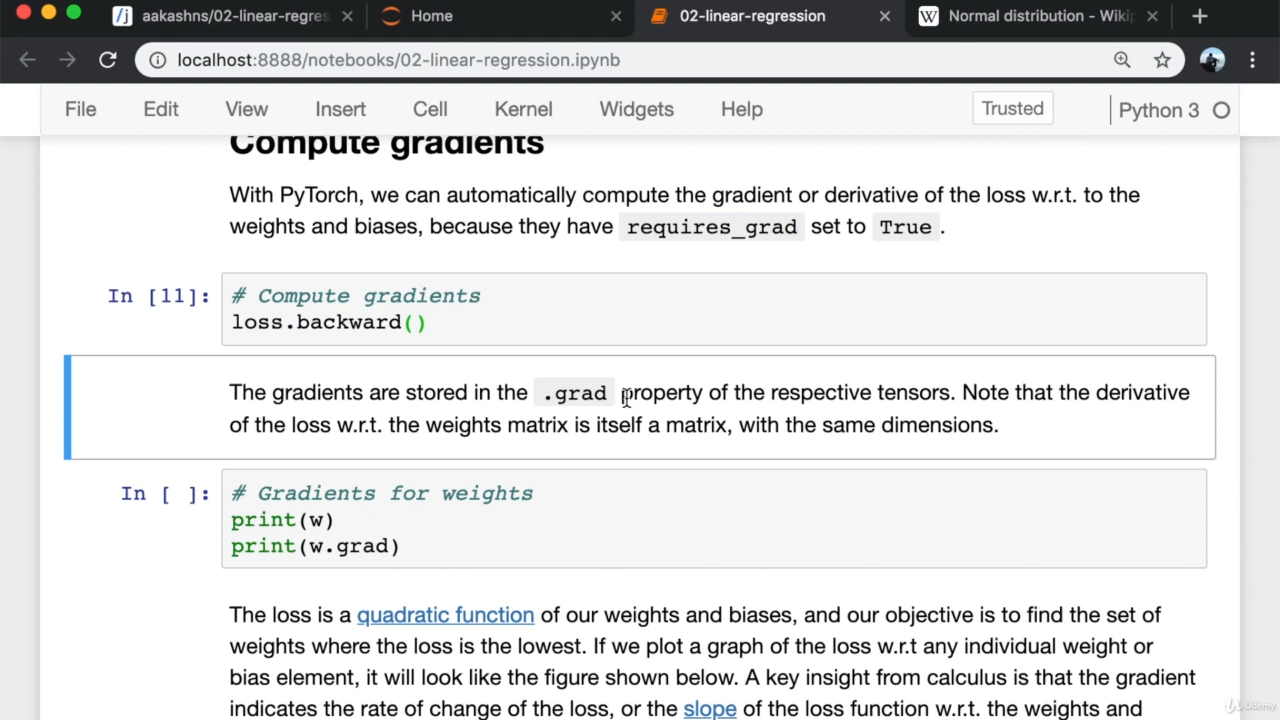 aakashns/02-linear-regres
Home
02-linear-regression
Normal distribution - Wikip
localhost:8888/notebooks/02-linear-regression.ipynb
File Edit View Insert Cell Kernel Widgets Help Trusted Python 3
Compute gradients
With PyTorch, we can automatically compute the gradient or derivative of the loss w.r.t. to the
weights and biases, because they have requires_grad set to True .
In [11]: # Compute gradients
loss.backward()
The gradients are stored in the .grad property of the respective tensors. Note that the derivative
of the loss w.r.t. the weights matrix is itself a matrix, with the same dimensions.
In [ ]: # Gradients for weights
print(w)
print(w.grad)
The loss is a quadratic function of our weights and biases, and our objective is to find the set of
weights where the loss is the lowest. If we plot a graph of the loss w.r.t any individual weight or
bias element, it will look like the figure shown below. A key insight from calculus is that the gradient
indicates the rate of change of the loss, or the slope of the loss function w.r.t. the weights and
Udemy